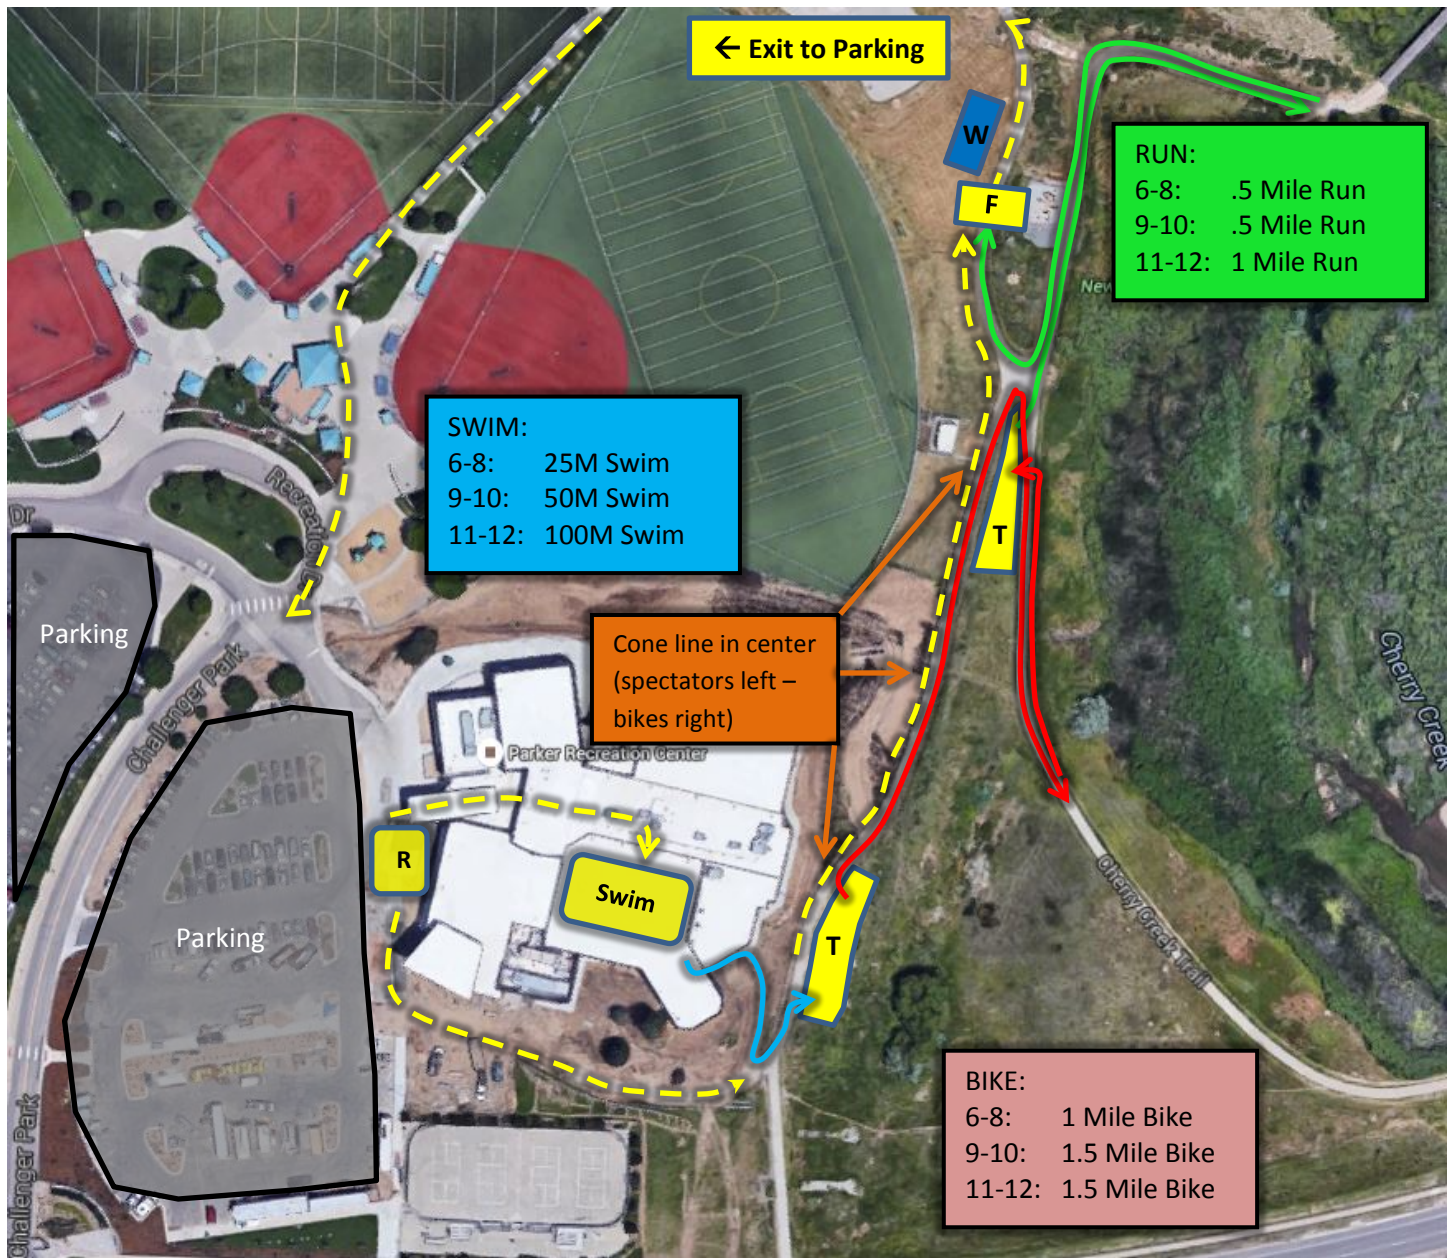 ← Exit to Parking
W
F
RUN:
6-8: .5 Mile Run
9-10: .5 Mile Run
11-12: 1 Mile Run
New
SWIM:
6-8: 25M Swim
9-10: 50M Swim
11-12: 100M Swim
Recreation
Dr
T
Parking
Cone line in center
(spectators left –
bikes right)
Challenger Park
Parker Recreation Center
Cherry Creek
R
Swim
Cherry Creek Trail
Parking
T
BIKE:
6-8: 1 Mile Bike
9-10: 1.5 Mile Bike
11-12: 1.5 Mile Bike
Challenger Park